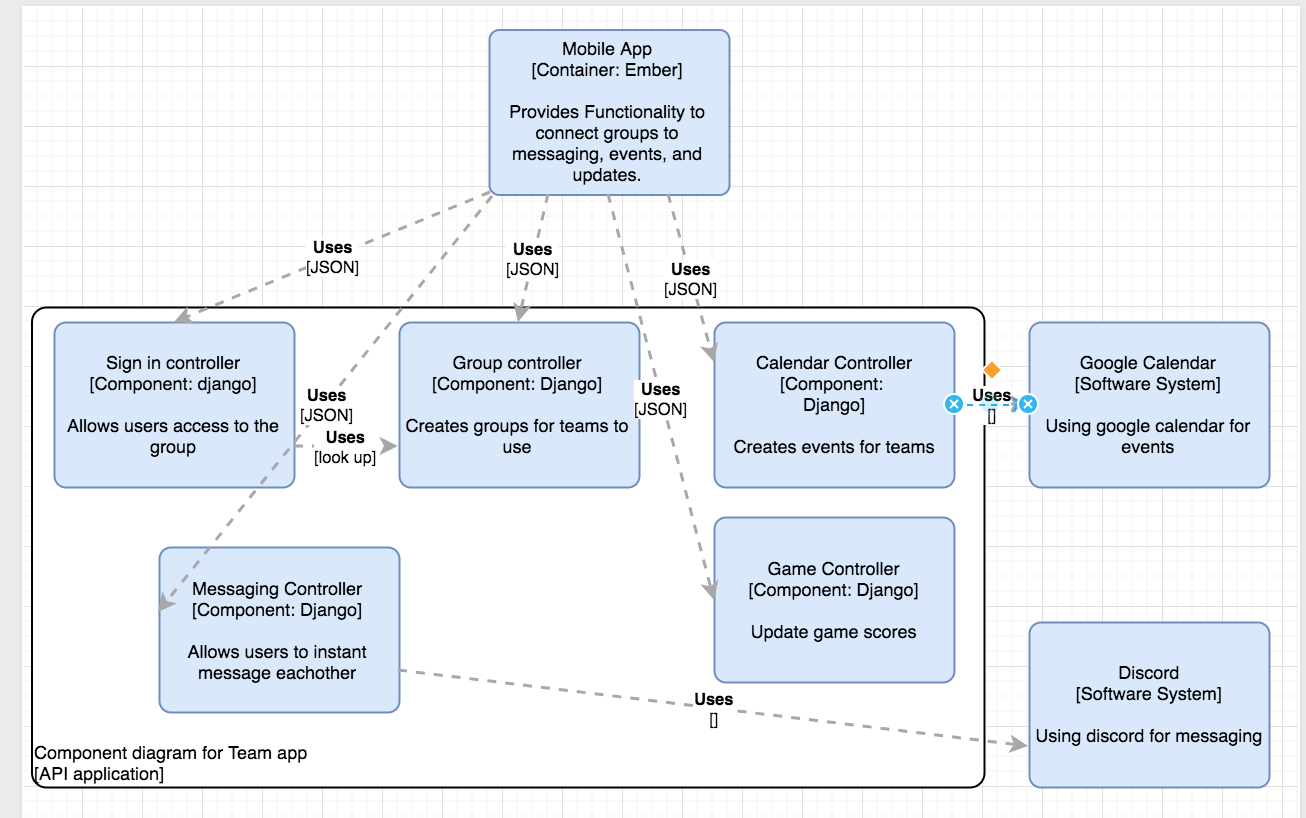 Mobile App
[Container: Ember]
Provides Functionality to
connect groups to
messaging, events, and
updates.
Uses
[JSON]
Uses
[JSON]
Uses
[JSON]
Sign in controller
[Component: django]
Allows users access to the
group
Uses
[JSON]
Uses
[look up]
Group controller
[Component: Django]
Creates groups for teams to
use
Uses
[JSON]
Calendar Controller
[Component:
Django]
Creates events for teams
Uses
[]
Google Calendar
[Software System]
Using google calendar for
events
Messaging Controller
[Component: Django]
Allows users to instant
message eachother
Game Controller
[Component: Django]
Update game scores
Uses
[]
Discord
[Software System]
Using discord for messaging
Component diagram for Team app
[API application]